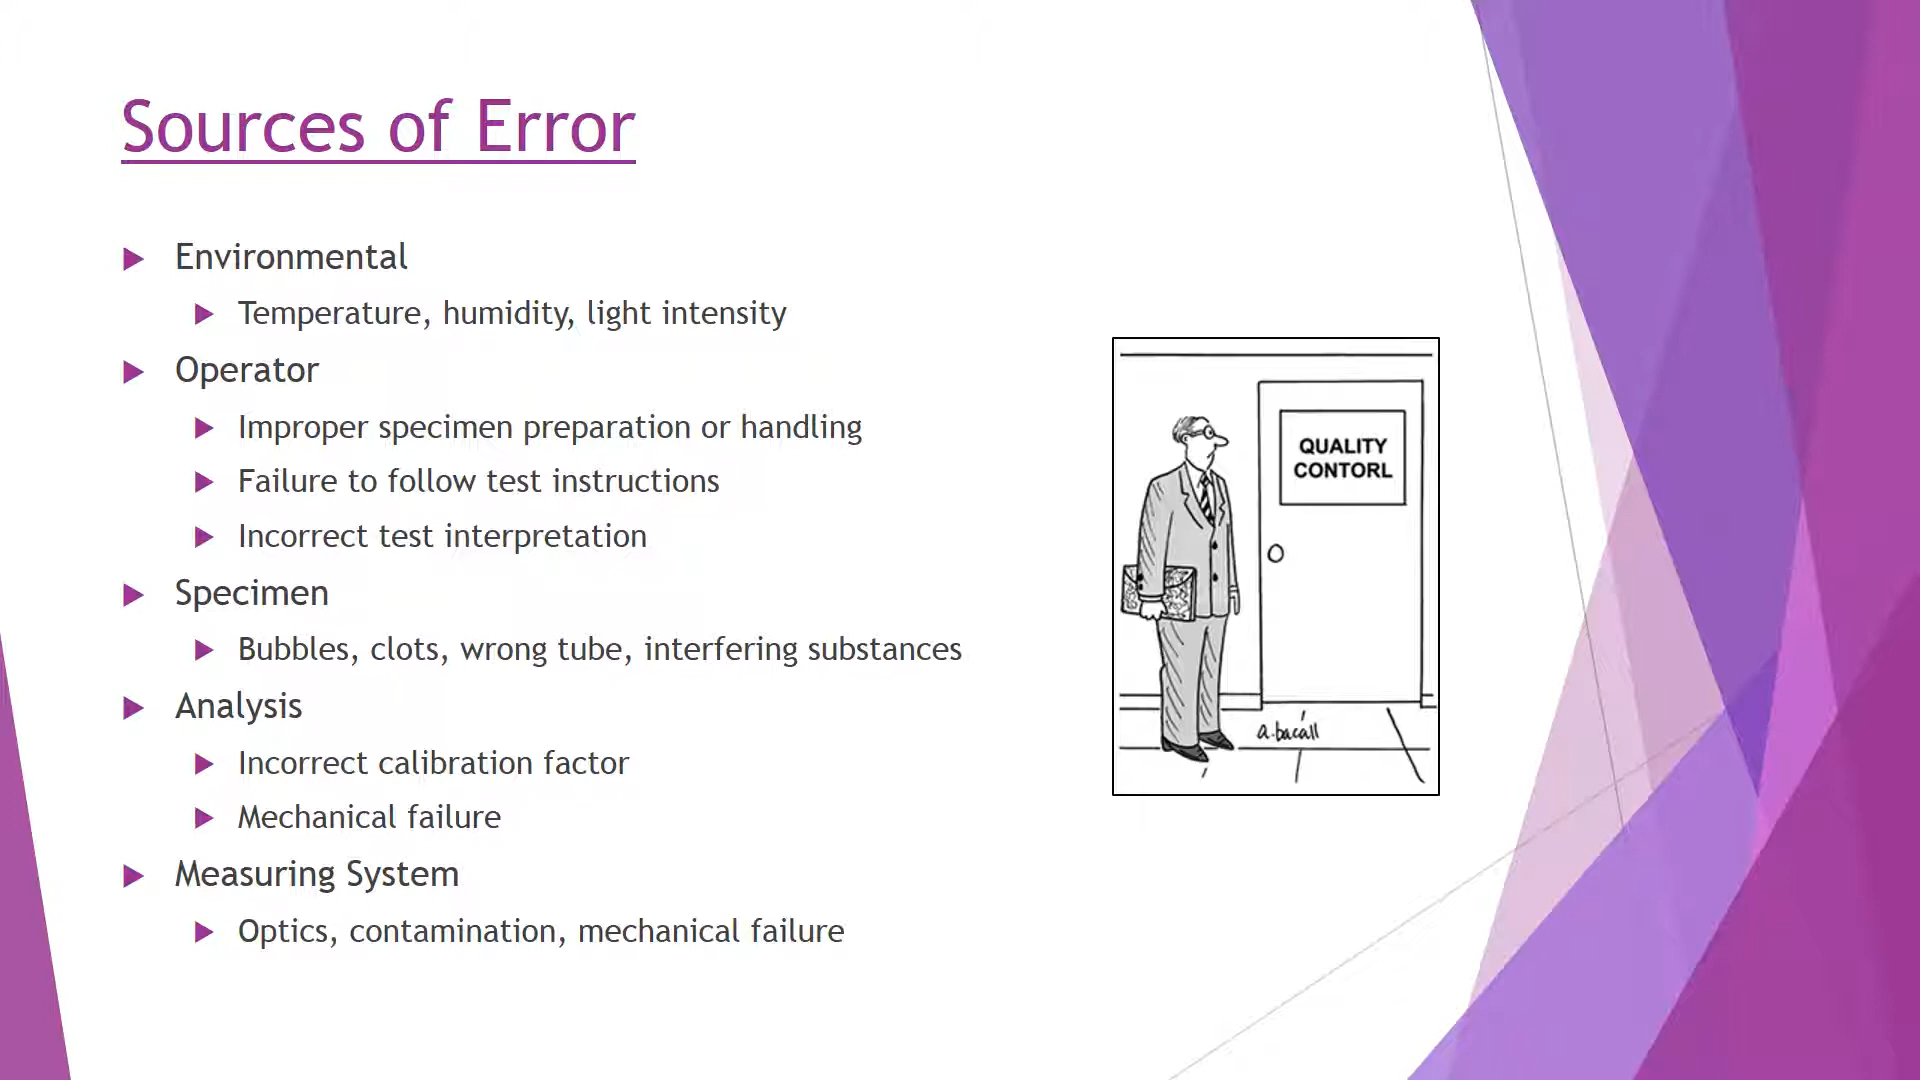 Sources of Error
Environmental
Temperature, humidity, light intensity
Operator
Improper specimen preparation or handling
Failure to follow test instructions
Incorrect test interpretation
Specimen
Bubbles, clots, wrong tube, interfering substances
Analysis
Incorrect calibration factor
Mechanical failure
Measuring System
Optics, contamination, mechanical failure
QUALITY
CONTORL
a.bacall